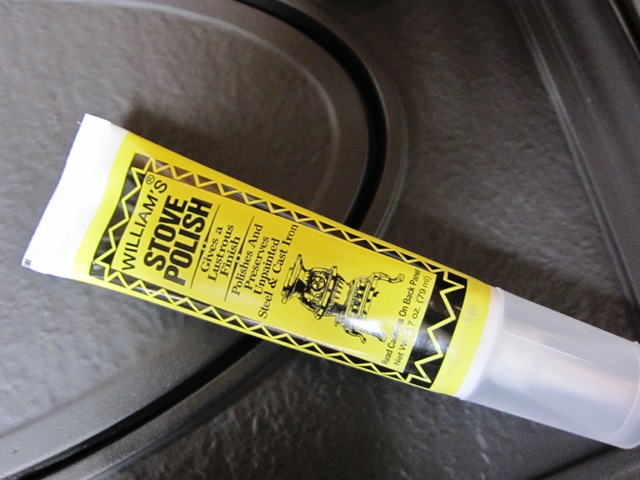 WILLIAM'S®
STOVE
POLISH
Gives a
Lustrous
Finish
Polishes And
Preserves
Unpainted
Steel & Cast Iron
Read Cautions On Back Panel
Net Wt. 2.7 oz. (79 ml)